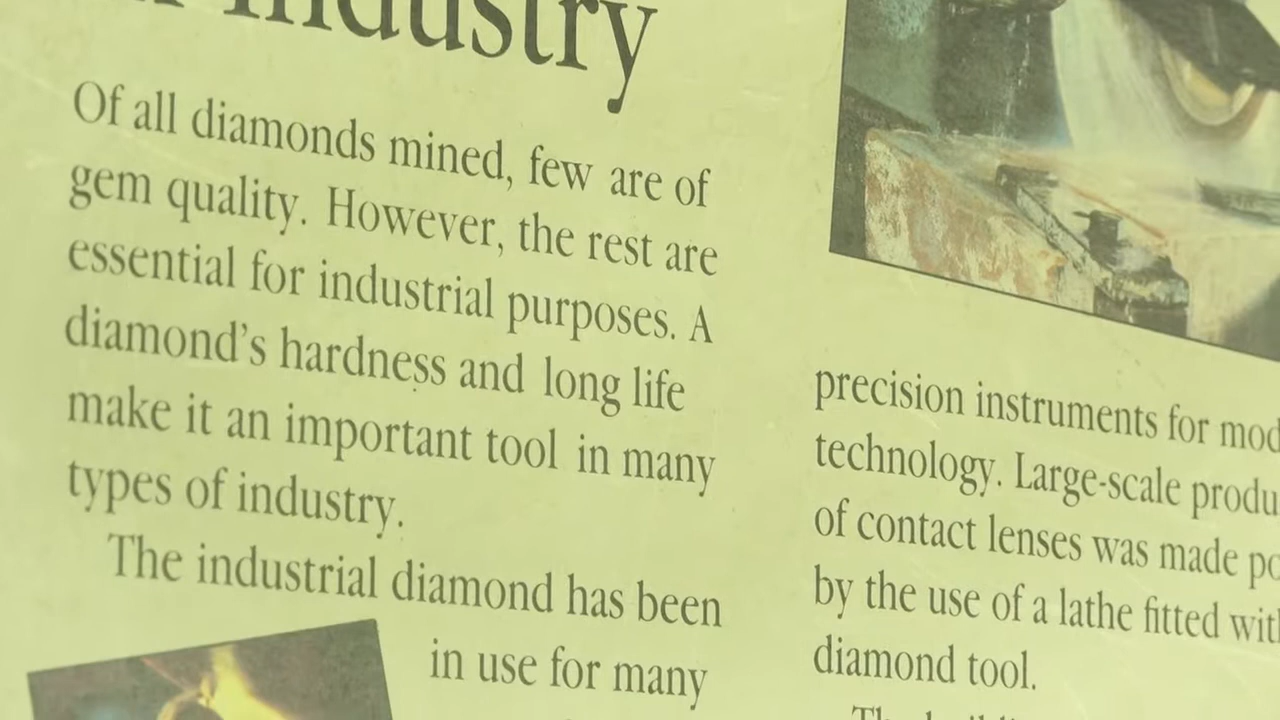 Industry
Of all diamonds mined, few are of
gem quality. However, the rest are
essential for industrial purposes. A
diamond's hardness and long life
make it an important tool in many
types of industry.
The industrial diamond has been
in use for many
precision instruments for
technology. Large-scale
of contact lenses was made
by the use of a lathe fitted
diamond tool.
The